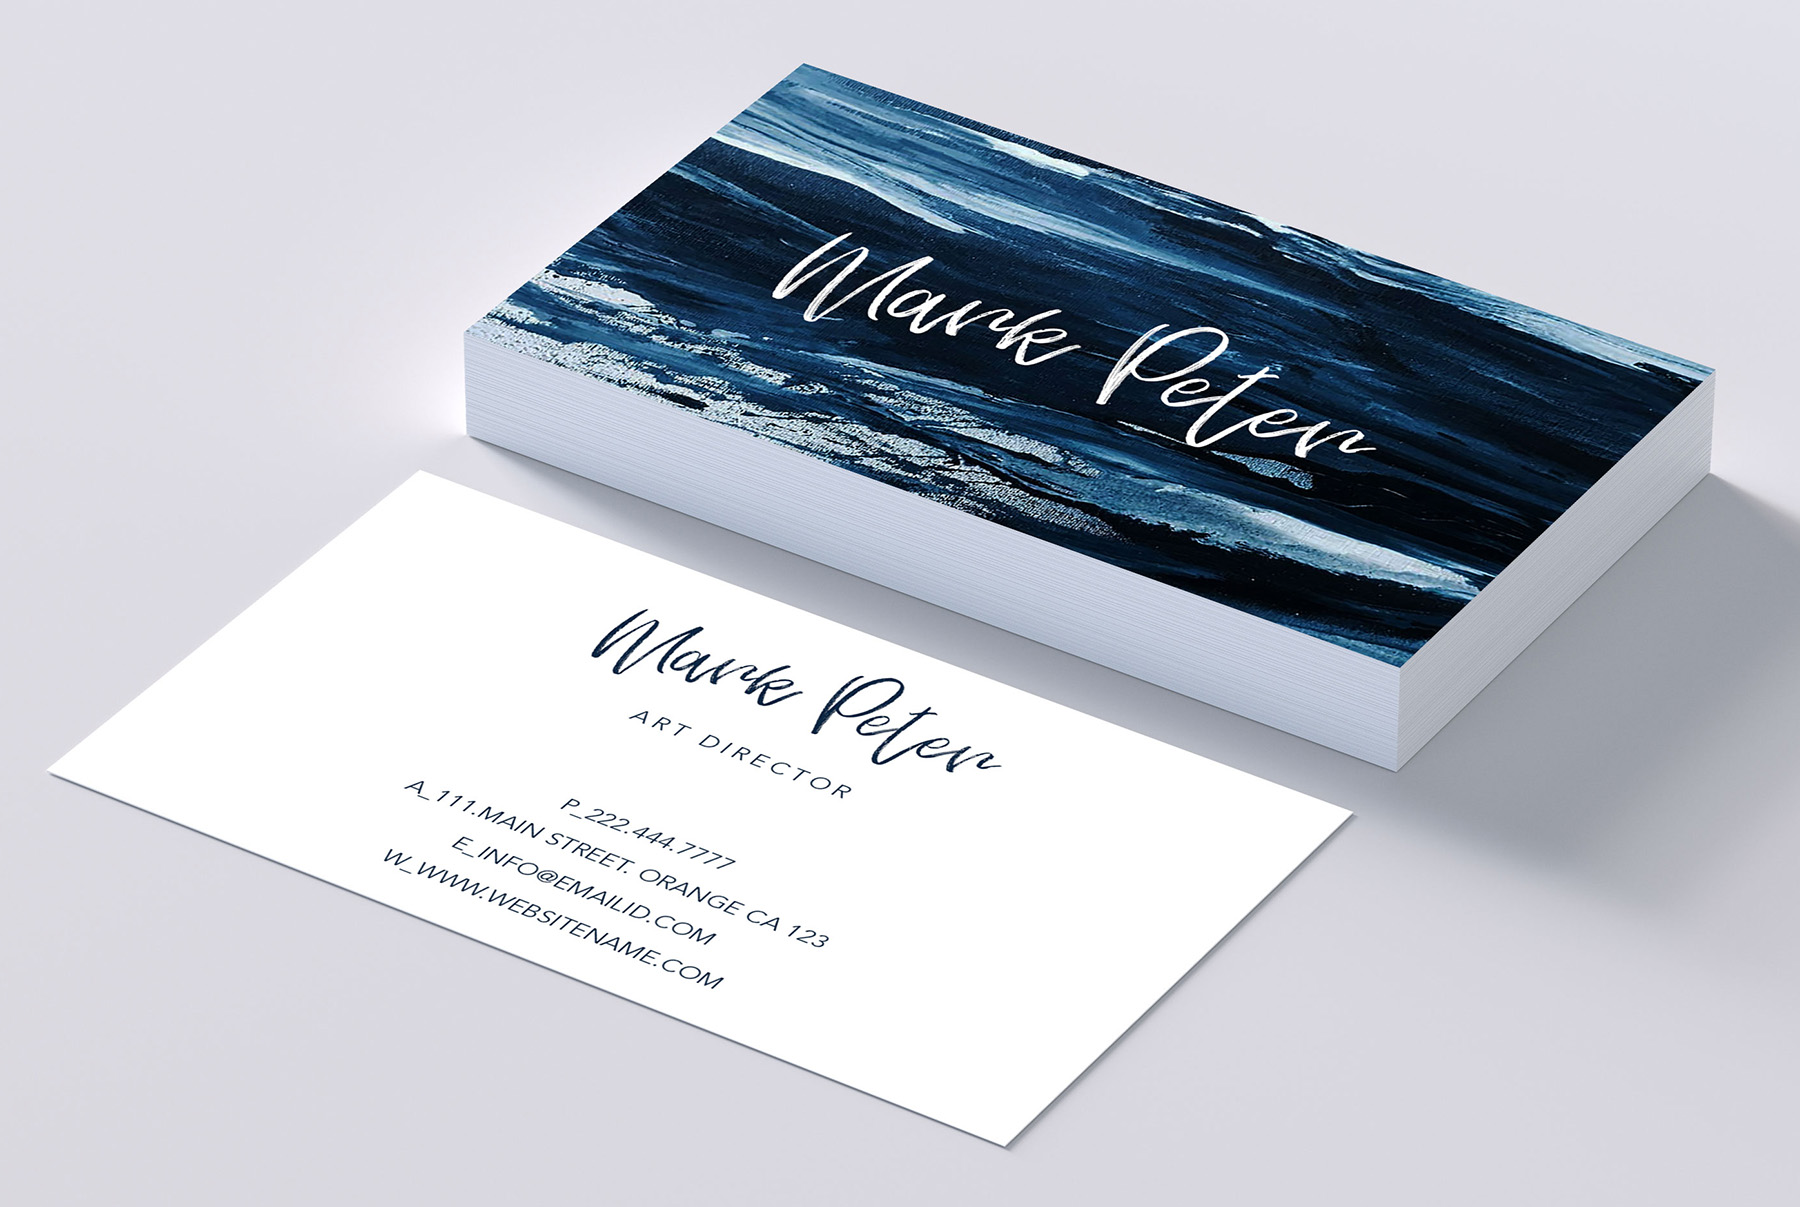 Mark Peter
Mark Peter
ART DIRECTOR
P_222.444.7777
A_111.MAIN STREET. ORANGE CA 123
E_INFO@EMAILID.COM
W_WWW.WEBSITENAME.COM